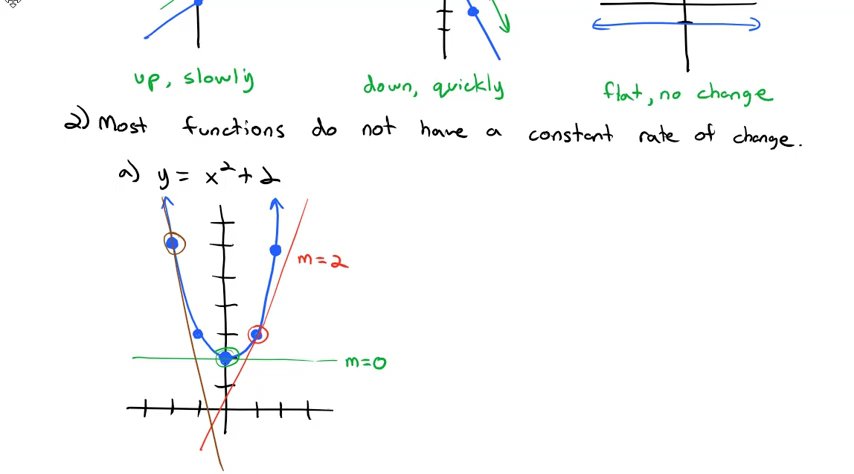 up, slowly
down, quickly
flat, no change
2) Most functions do not have a constant rate of change.
a) y = x² + 2
m = 2
m = 0